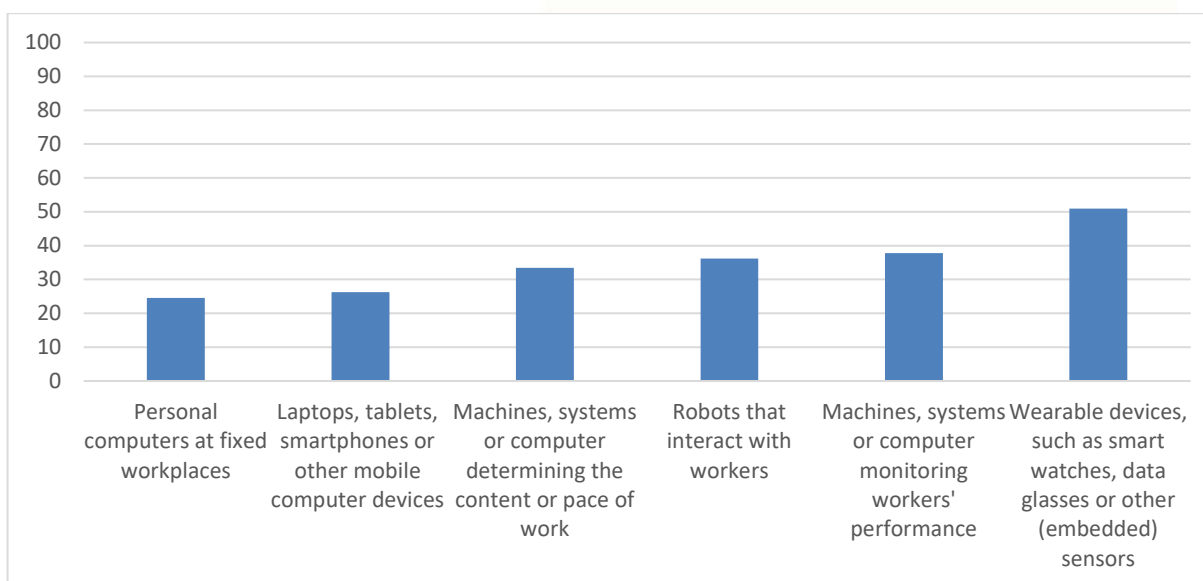 100
90
80
70
60
50
40
30
20
10
0
Personal
computers at fixed
workplaces
Laptops, tablets,
smartphones or
other mobile
computer devices
Machines, systems
or computer
determining the
content or pace of
work
Robots that
interact with
workers
Machines, systems
or computer
monitoring
workers'
performance
Wearable devices,
such as smart
watches, data
glasses or other
(embedded)
sensors